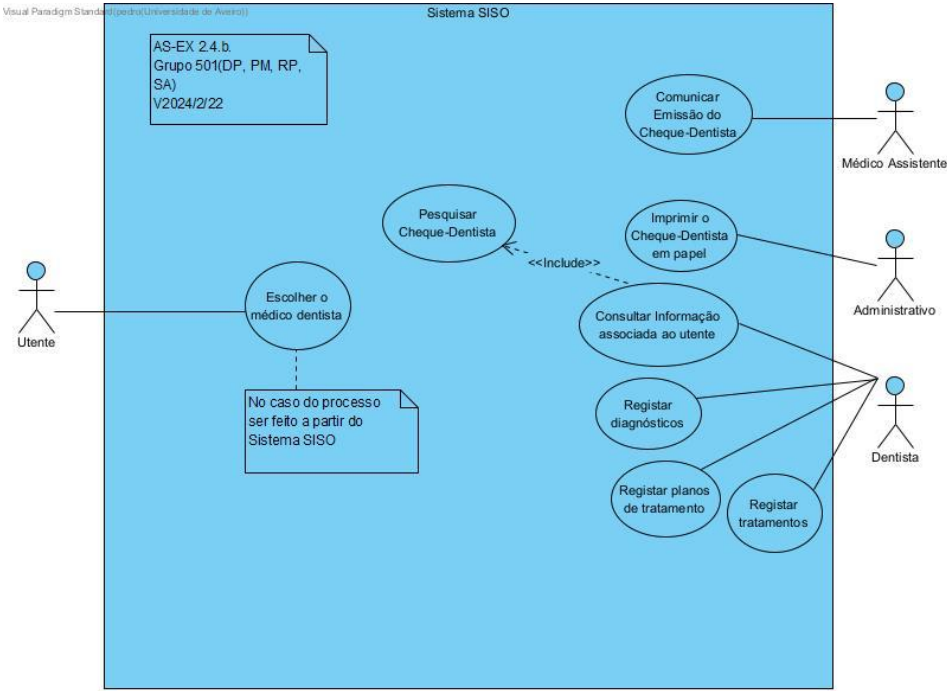 Visual Paradigm Standard(pedro(Universidade de Aveiro))
Sistema SISO
AS-EX 2.4.b.
Grupo 501(DP, PM, RP,
SA)
V2024/2/22
Comunicar
Emissão do
Cheque-Dentista
Médico Assistente
Pesquisar
Cheque-Dentista
Imprimir o
Cheque-Dentista
em papel
<<Include>>
Administrativo
Escolher o
médico dentista
Utente
Consultar Informação
associada ao utente
No caso do processo
ser feito a partir do
Sistema SISO
Registar
diagnósticos
Dentista
Registar planos
de tratamento
Registar
tratamentos